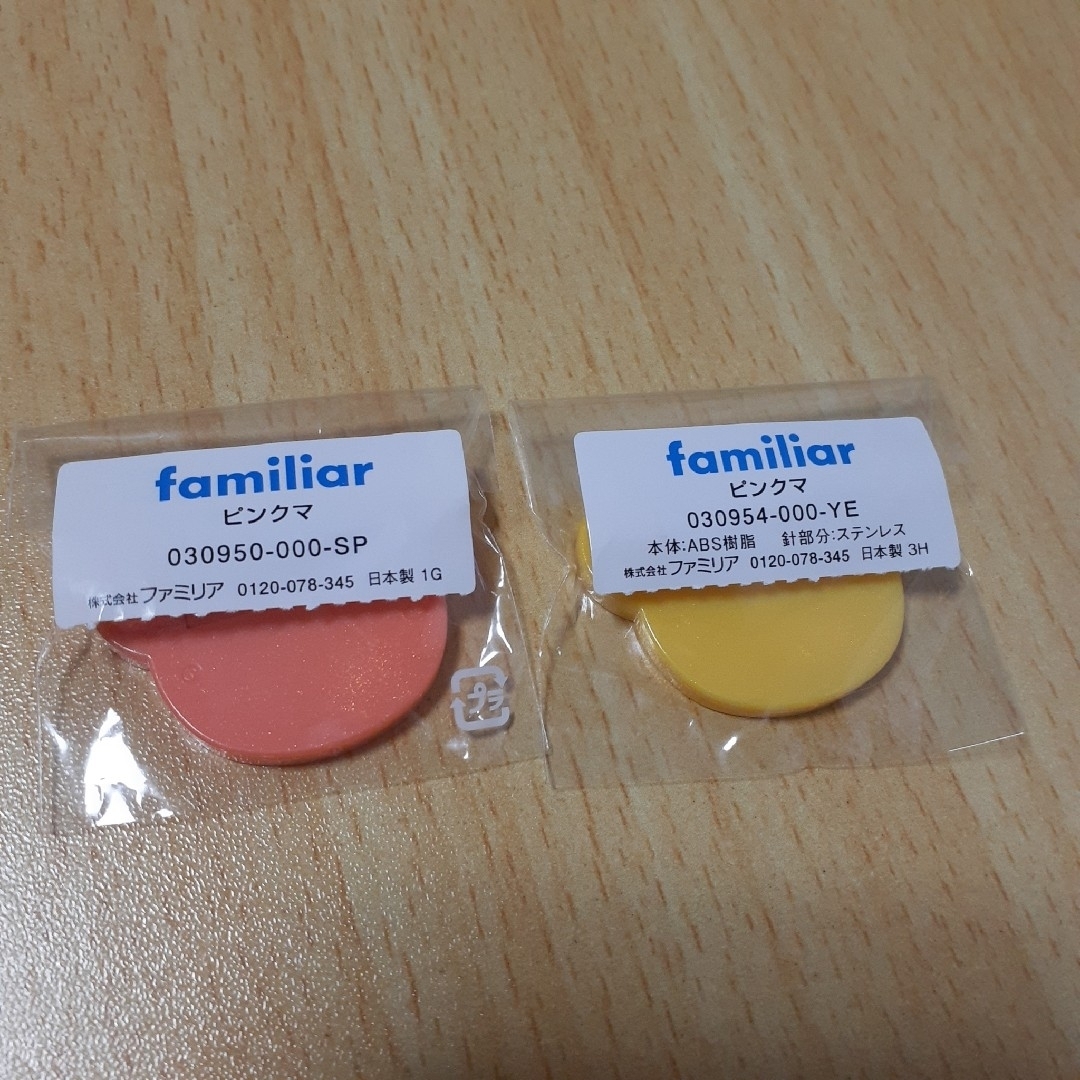 familiar
ピンクマ
030950-000-SP
株式会社ファミリア 0120-078-345 日本製 1G
プラ
familiar
ピンクマ
030954-000-YE
本体:ABS樹脂 針部分:ステンレス
株式会社ファミリア 0120-078-345 日本製 3H